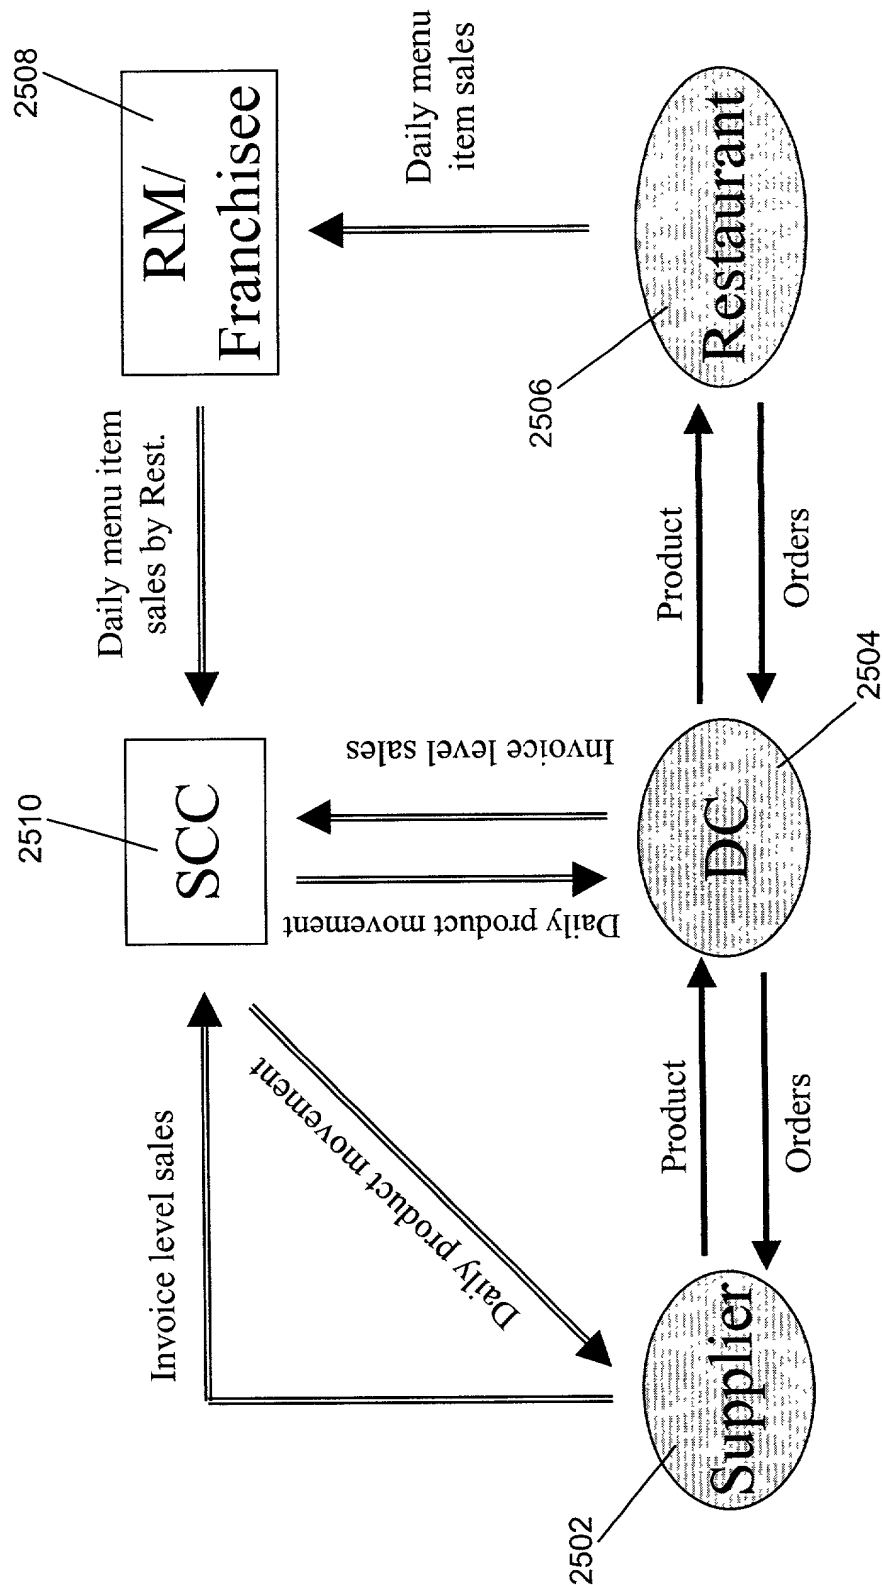 2510
SCC
Daily menu item
sales by Rest.
2508
RM/
Franchisee
Invoice level sales
Daily product movement
Daily product movement
Invoice level sales
Daily menu
item sales
2502
Supplier
Product
Orders
DC
2504
Product
Orders
2506
Restaurant